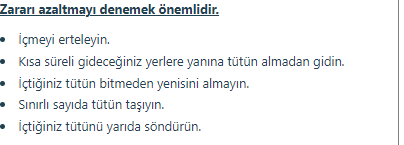 Zararı azaltmayı denemek önemlidir.
• İçmeyi erteleyin.
• Kısa süreli gideceğiniz yerlere yanına tütün almadan gidin.
• İçtiğiniz tütün bitmeden yenisini almayın.
• Sınırlı sayıda tütün taşıyın.
• İçtiğiniz tütünü yarıda söndürün.